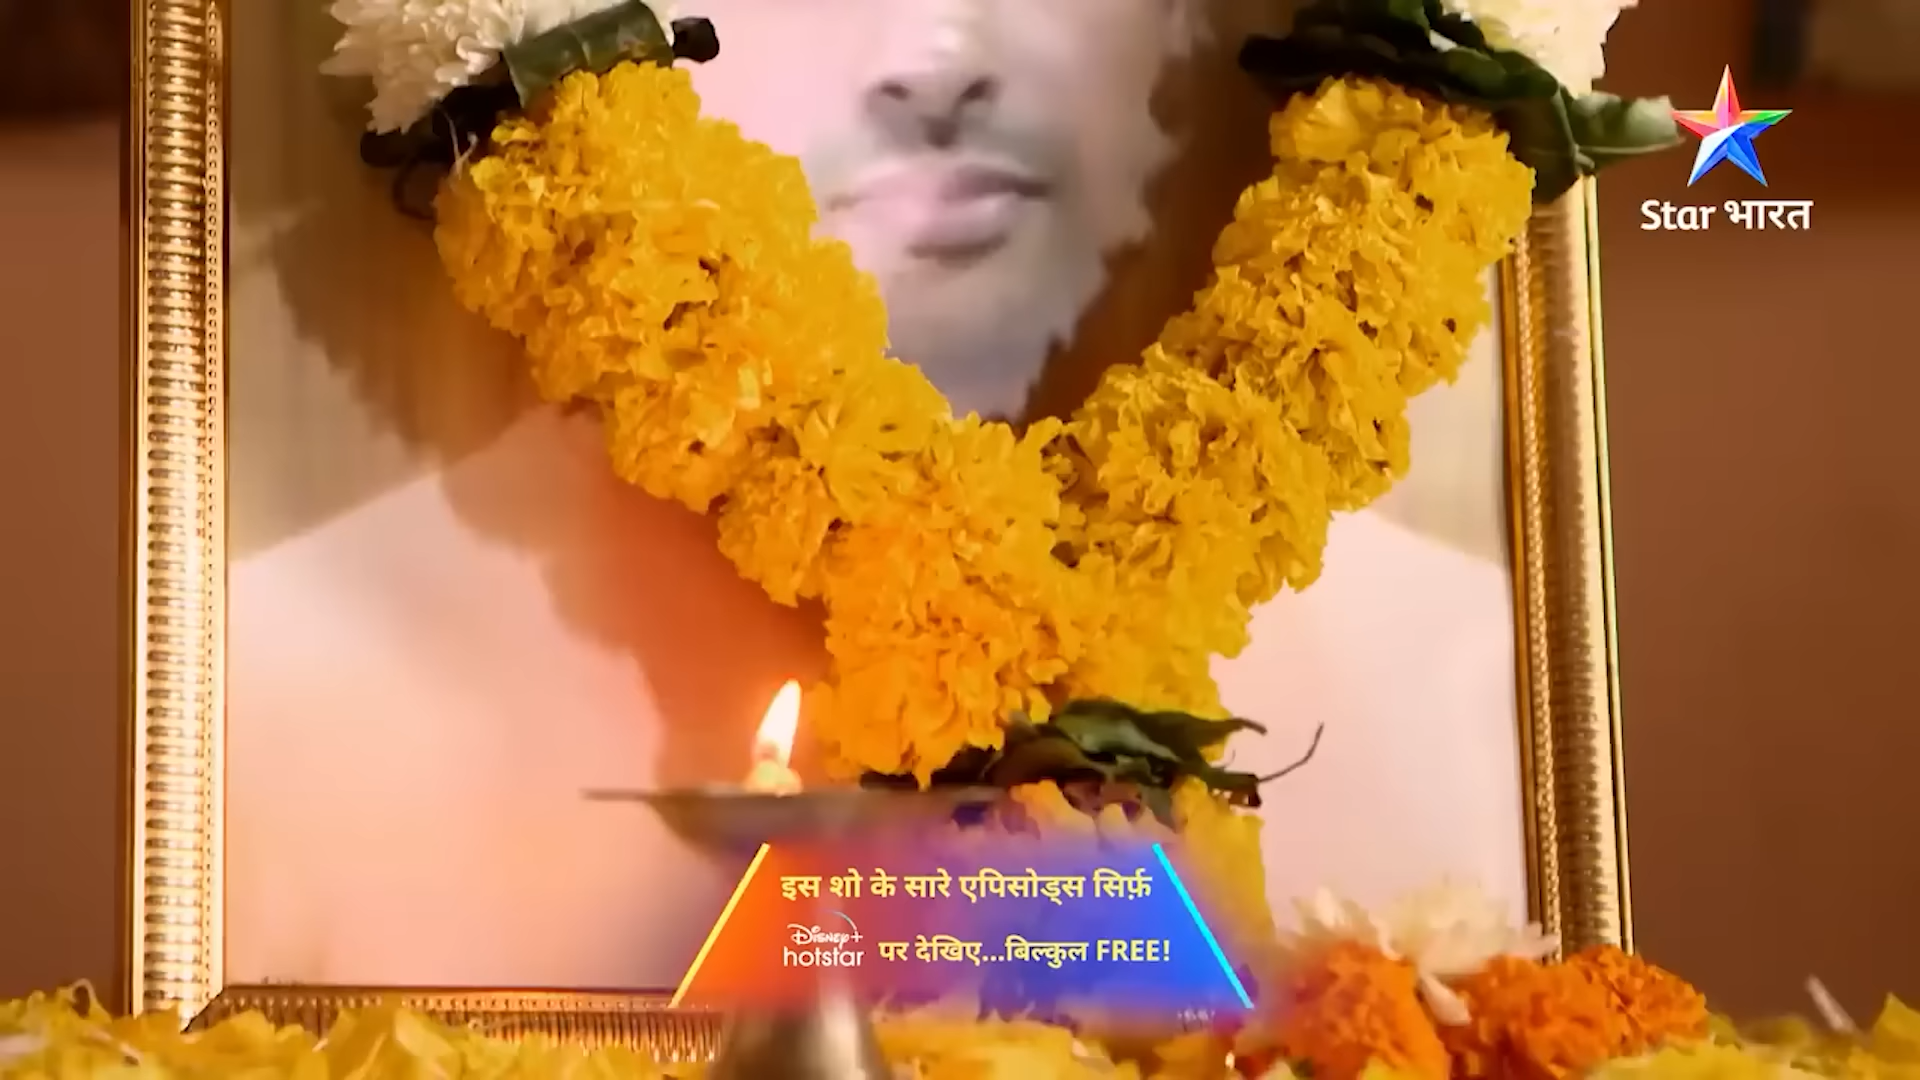 Star भारत
इस शो के सारे एपिसोड्स सिर्फ़
Disney+ hotstar पर देखिए...बिल्कुल FREE!